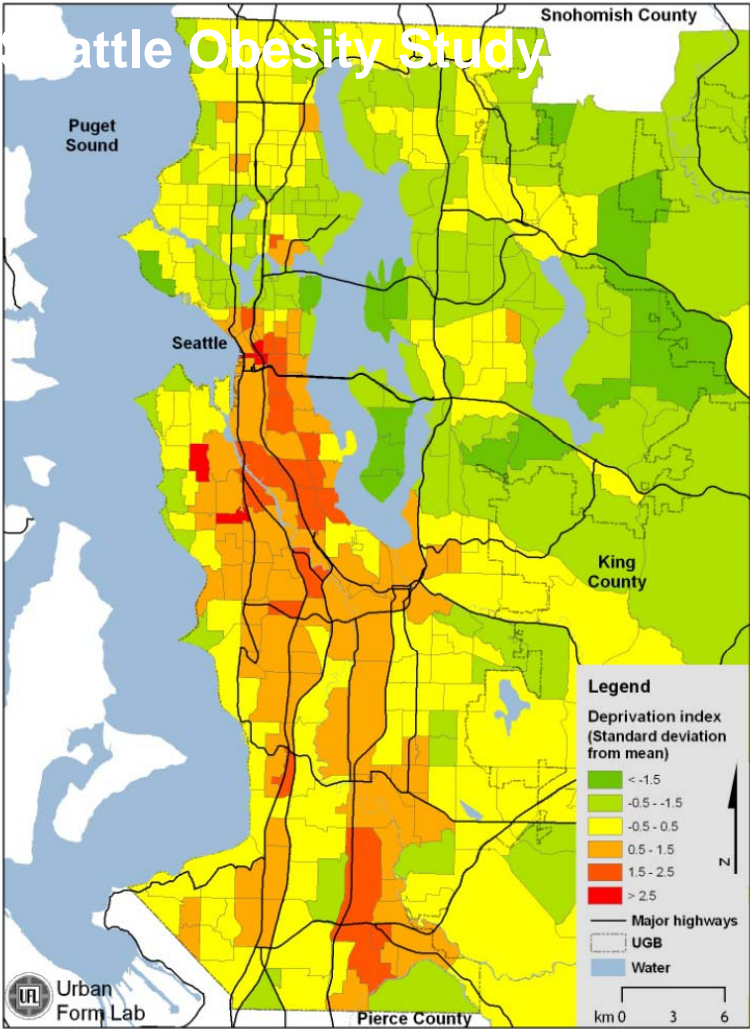 Snohomish County
attle Obesity Study
Puget
Sound
Seattle
King
County
Legend
Deprivation index
(Standard deviation
from mean)
< -1.5
-0.5 - -1.5
-0.5 - 0.5
0.5 - 1.5
1.5 - 2.5
> 2.5
Major highways
UGB
Water
N
km 0 3 6
UFL
Urban
Form Lab
Pierce County